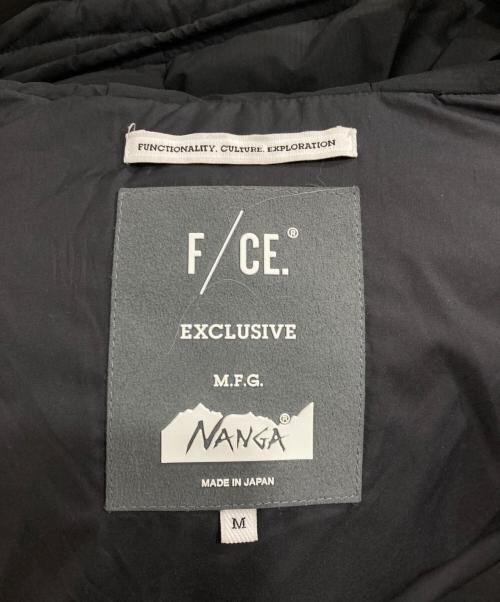 FUNCTIONALITY. CULTURE. EXPLORATION
F/CE.®
EXCLUSIVE
M.F.G.
NANGA®
MADE IN JAPAN
M